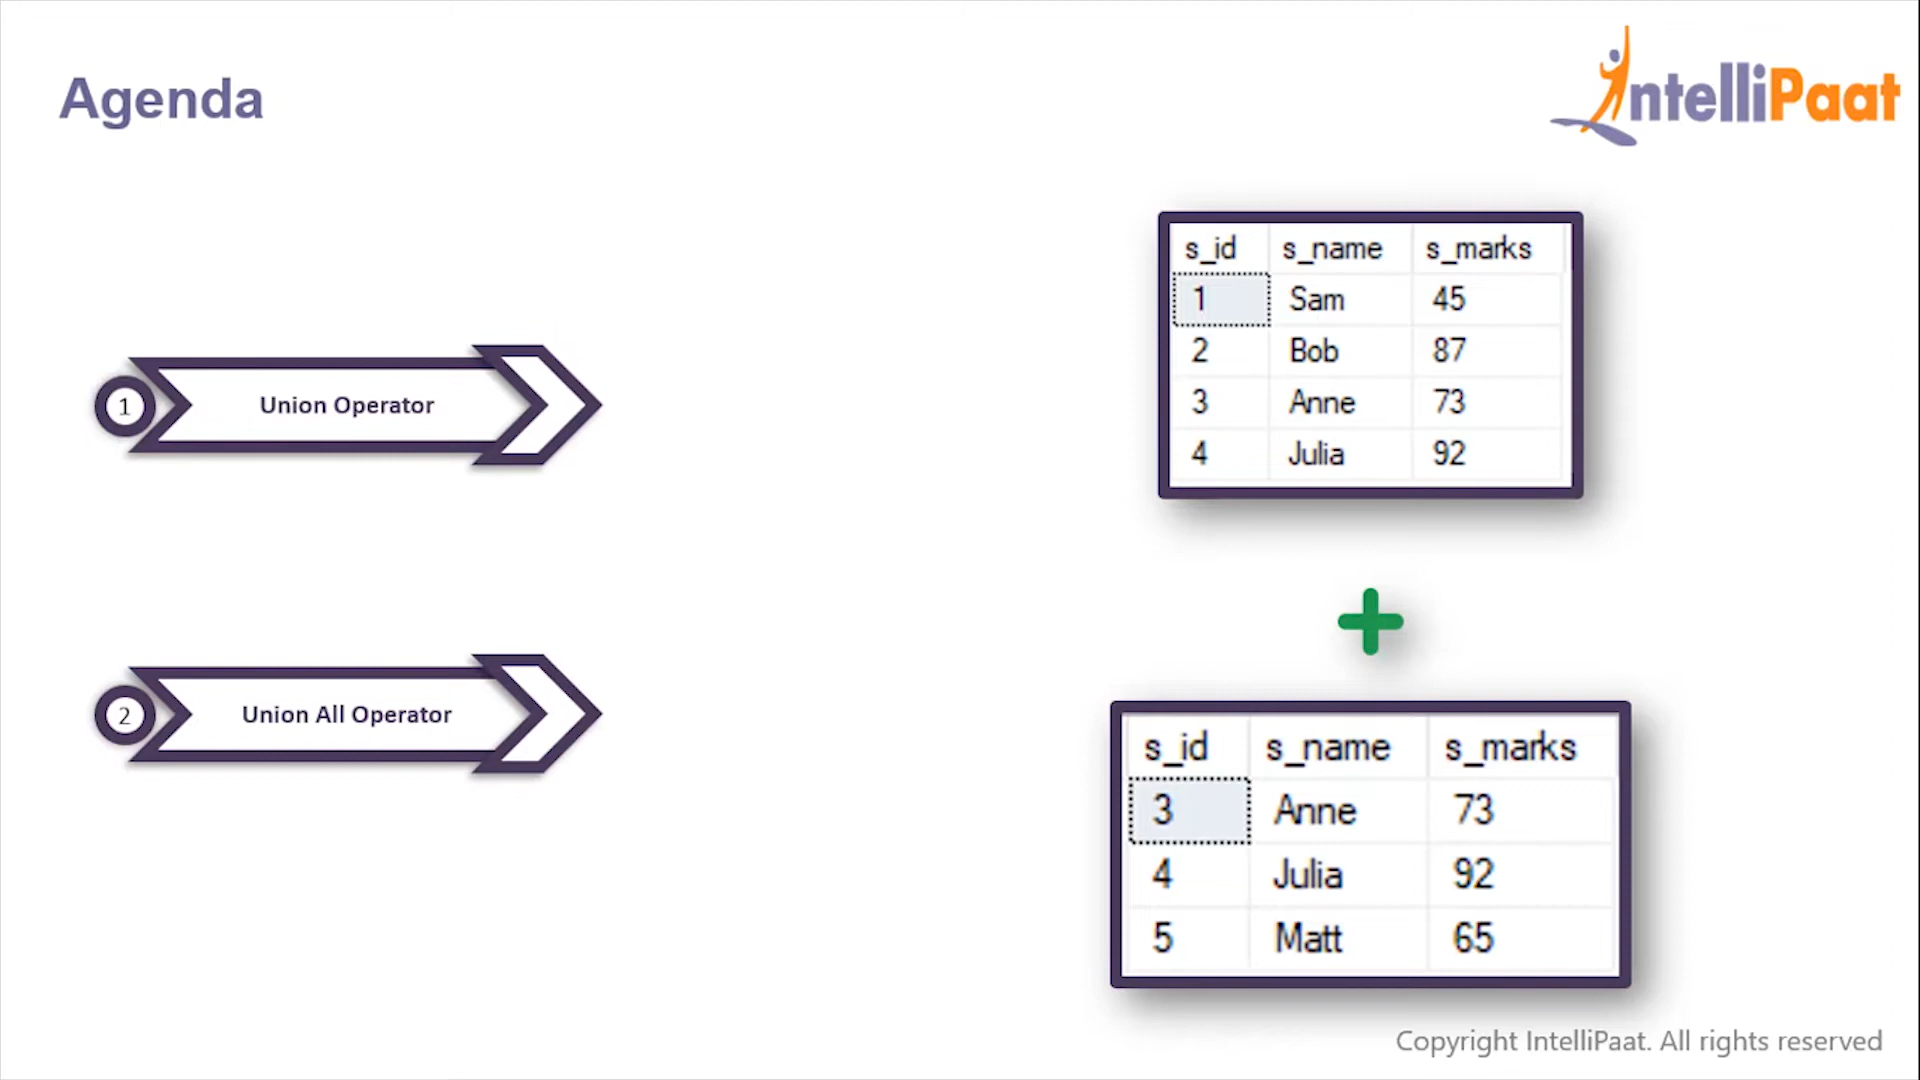 Agenda
IntelliPaat
1 Union Operator
2 Union All Operator
s_id s_name s_marks
1 Sam 45
2 Bob 87
3 Anne 73
4 Julia 92
+
s_id s_name s_marks
3 Anne 73
4 Julia 92
5 Matt 65
Copyright IntelliPaat. All rights reserved